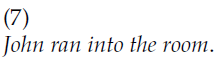 (7)
John ran into the room.